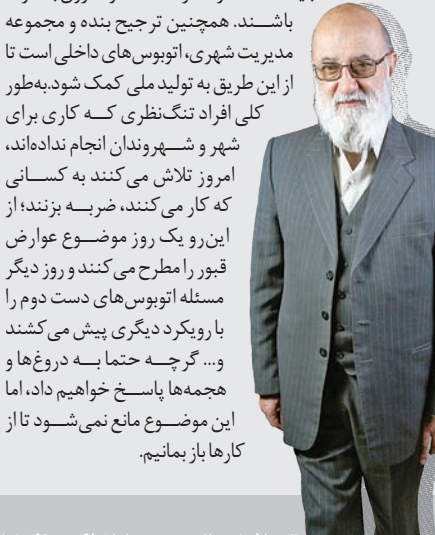 باشند. همچنین ترجیح بنده و مجموعه
مدیریت شهری، اتوبوس‌های داخلی است تا
از این طریق به تولید ملی کمک شود.به‌طور
کلی افراد تنگ‌نظری که کاری برای
شهر و شهروندان انجام نداده‌اند،
امروز تلاش می‌کنند به کسانی
که کار می‌کنند، ضربه بزنند؛ از
این‌رو یک روز موضوع عوارض
قبور را مطرح می‌کنند و روز دیگر
مسئله اتوبوس‌های دست دوم را
با رویکرد دیگری پیش می‌کشند
و... گرچه حتما به دروغ‌ها و
هجمه‌ها پاسخ خواهیم داد، اما
این موضوع مانع نمی‌شود تا از
کارها باز بمانیم.